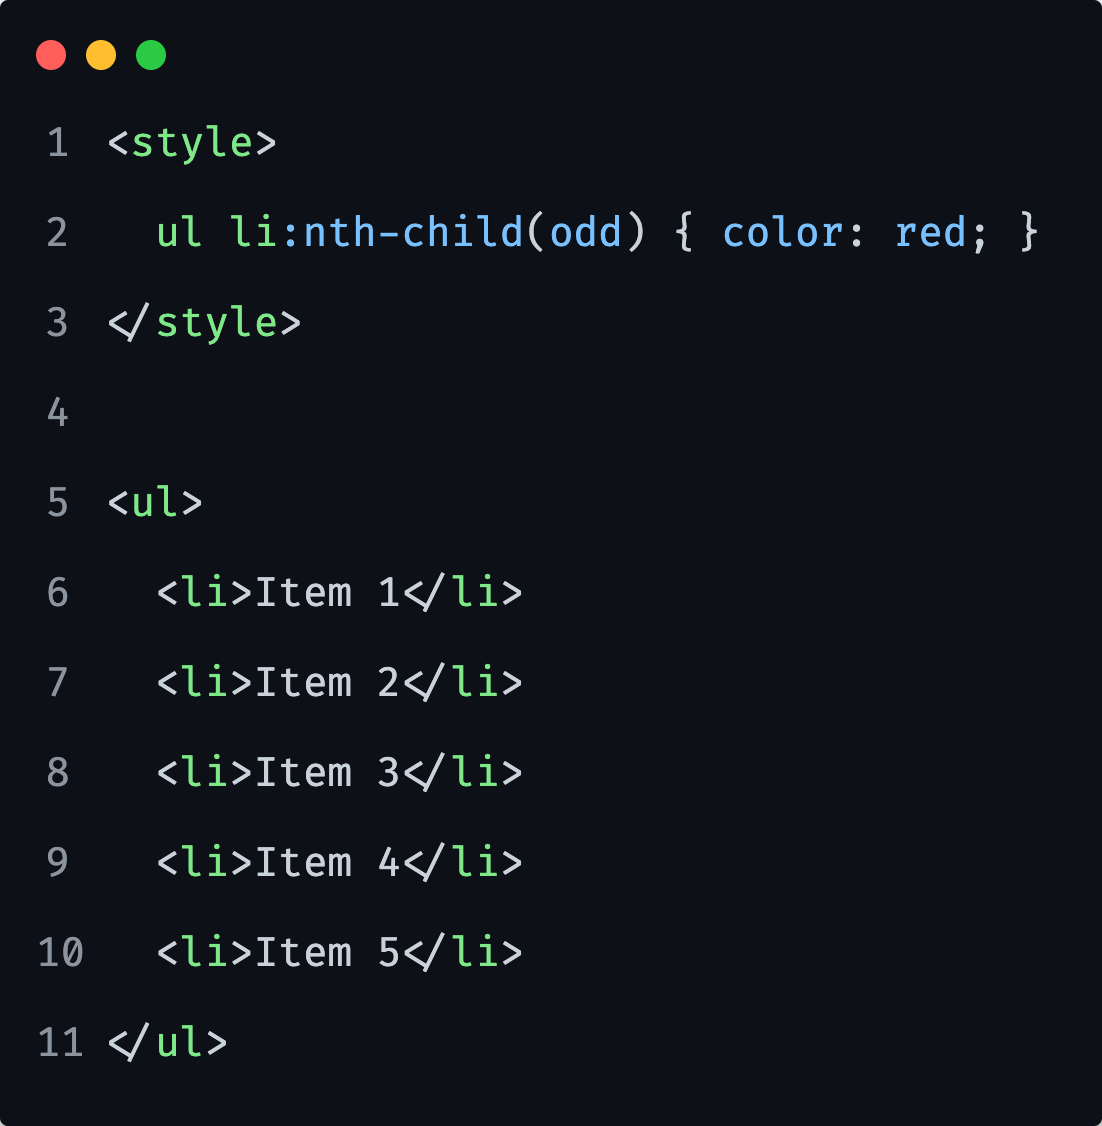 1 <style>
2   ul li:nth-child(odd) { color: red; }
3 </style>
4
5 <ul>
6   <li>Item 1</li>
7   <li>Item 2</li>
8   <li>Item 3</li>
9   <li>Item 4</li>
10   <li>Item 5</li>
11 </ul>